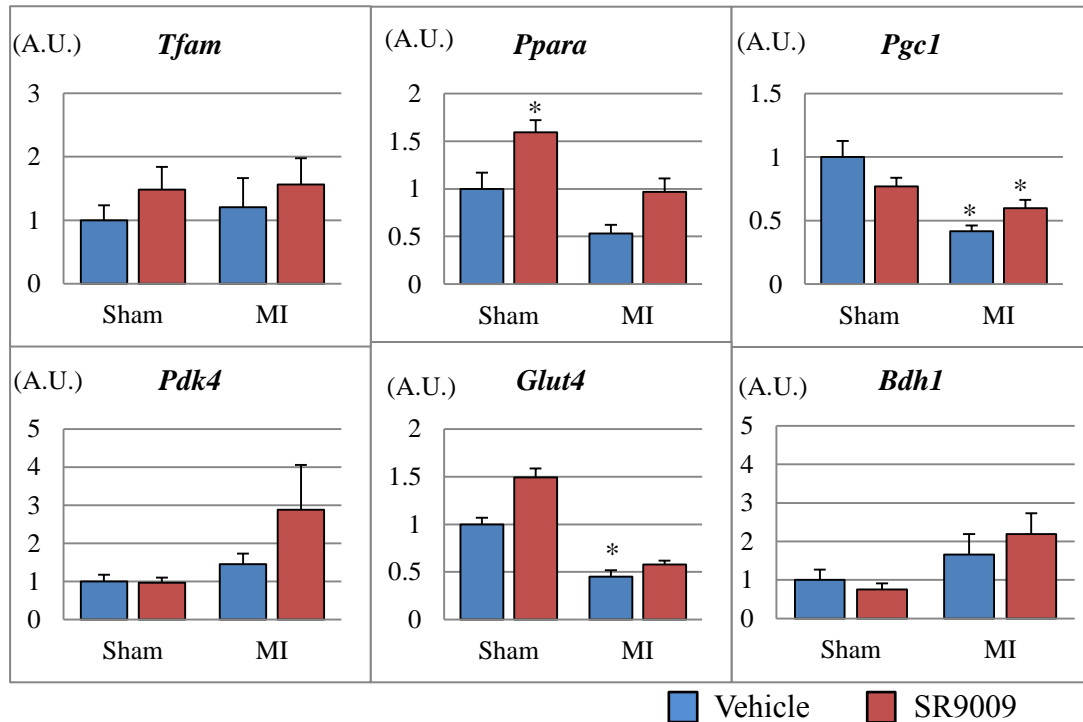 (A.U.) Tfam
3
2
1
0
Sham MI
(A.U.) Ppara
2
1.5
1
0.5
0
*
Sham MI
(A.U.) Pgc1
1.5
1
0.5
0
* *
Sham MI
(A.U.) Pdk4
5
4
3
2
1
0
Sham MI
(A.U.) Glut4
2
1.5
1
0.5
0
*
Sham MI
(A.U.) Bdh1
5
4
3
2
1
0
Sham MI
Vehicle SR9009